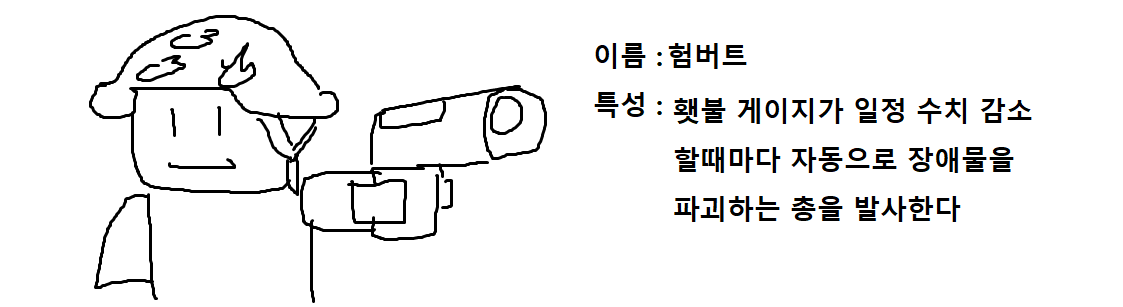 이름 : 험버트
특성 : 횃불 게이지가 일정 수치 감소
할때마다 자동으로 장애물을
파괴하는 총을 발사한다